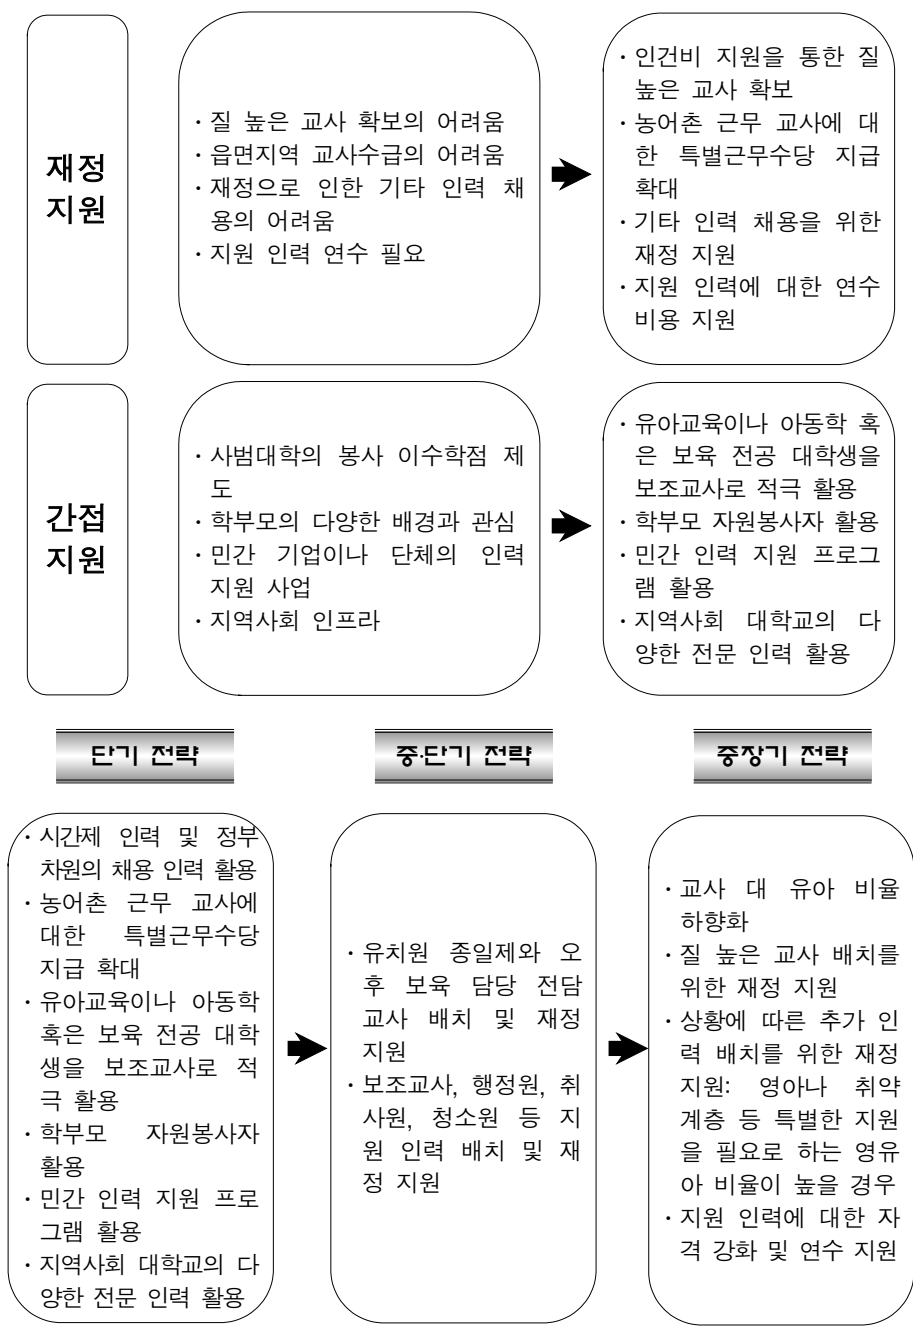 재정
지원
· 질 높은 교사 확보의 어려움
· 읍면지역 교사수급의 어려움
· 재정으로 인한 기타 인력 채
용의 어려움
· 지원 인력 연수 필요
· 인건비 지원을 통한 질
높은 교사 확보
· 농어촌 근무 교사에 대
한 특별근무수당 지급
확대
· 기타 인력 채용을 위한
재정 지원
· 지원 인력에 대한 연수
비용 지원
간접
지원
· 사범대학의 봉사 이수학점 제
도
· 학부모의 다양한 배경과 관심
· 민간 기업이나 단체의 인력
지원 사업
· 지역사회 인프라
· 유아교육이나 아동학 혹
은 보육 전공 대학생을
보조교사로 적극 활용
· 학부모 자원봉사자 활용
· 민간 인력 지원 프로그
램 활용
· 지역사회 대학교의 다
양한 전문 인력 활용
단기 전략
중·단기 전략
중장기 전략
· 시간제 인력 및 정부
차원의 채용 인력 활용
· 농어촌 근무 교사에
대한 특별근무수당
지급 확대
· 유아교육이나 아동학
혹은 보육 전공 대학
생을 보조교사로 적
극 활용
· 학부모 자원봉사자
활용
· 민간 인력 지원 프로
그램 활용
· 지역사회 대학교의 다
양한 전문 인력 활용
· 유치원 종일제와 오
후 보육 담당 전담
교사 배치 및 재정
지원
· 보조교사, 행정원, 취
사원, 청소원 등 지
원 인력 배치 및 재
정 지원
· 교사 대 유아 비율
하향화
· 질 높은 교사 배치를
위한 재정 지원
· 상황에 따른 추가 인
력 배치를 위한 재정
지원: 영아나 취약
계층 등 특별한 지원
을 필요로 하는 영유
아 비율이 높을 경우
· 지원 인력에 대한 자
격 강화 및 연수 지원